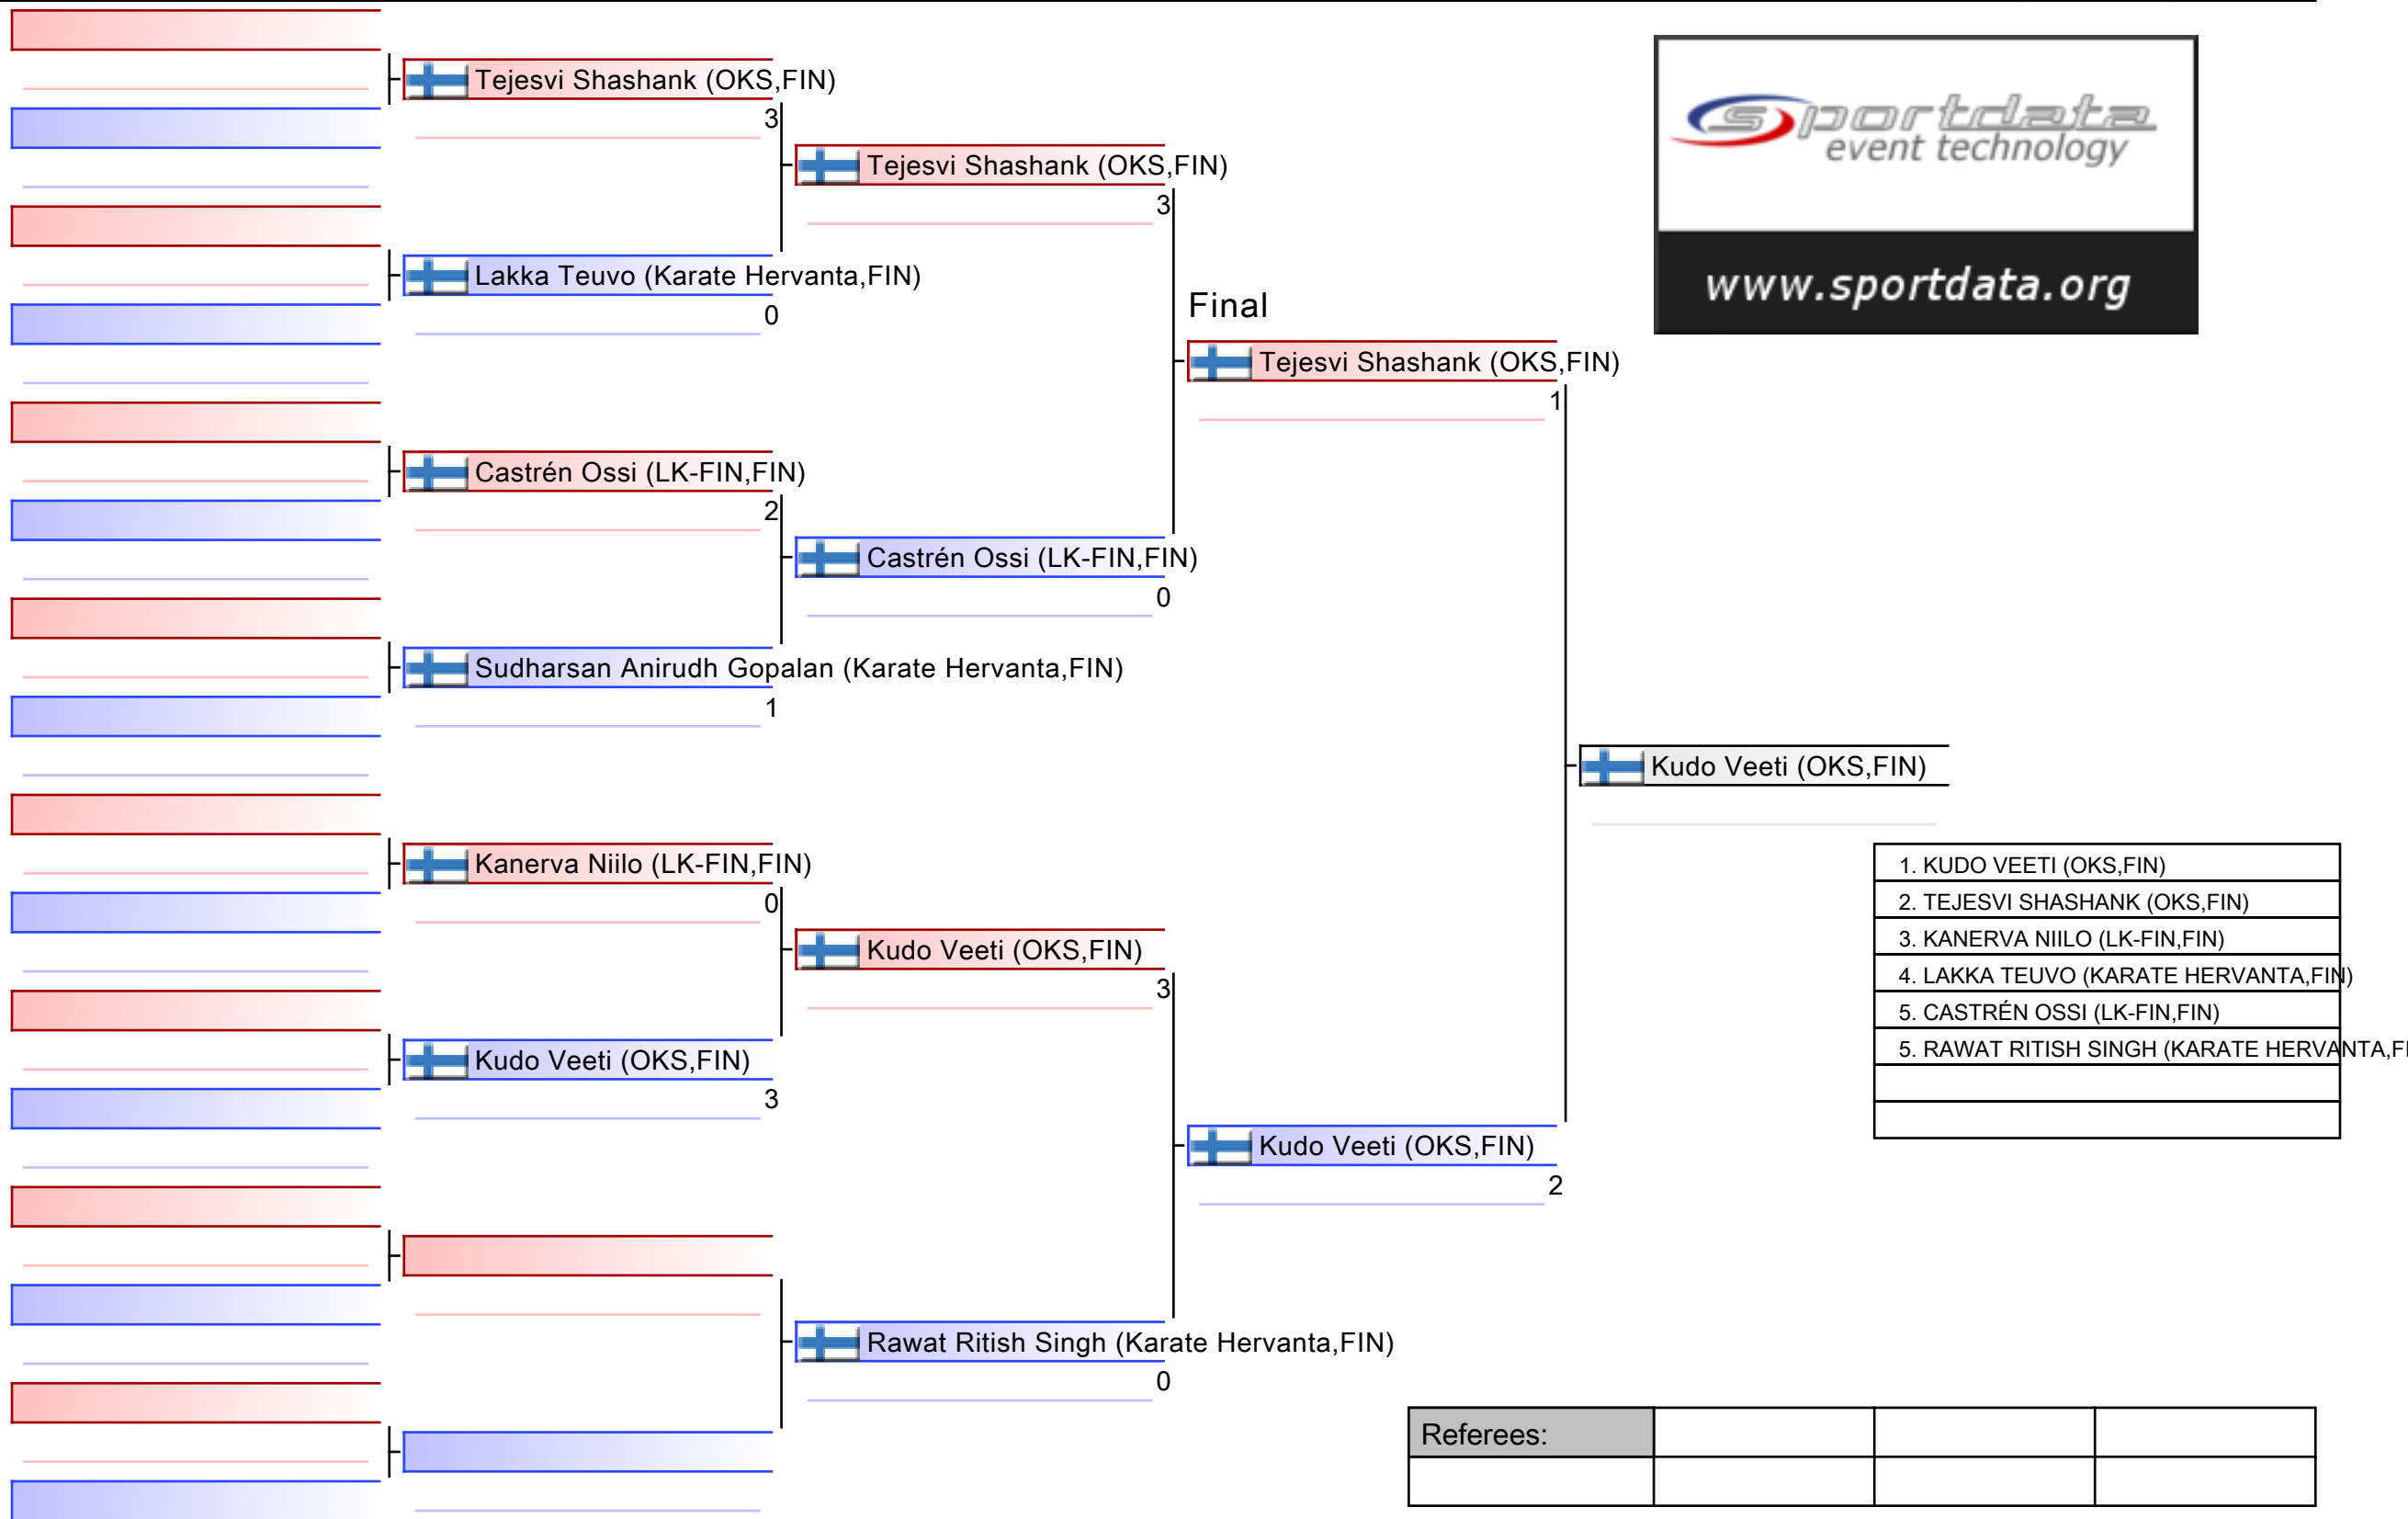 Tejesvi Shashank (OKS,FIN)
3
Tejesvi Shashank (OKS,FIN)
3
Lakka Teuvo (Karate Hervanta,FIN)
0
Final
Tejesvi Shashank (OKS,FIN)
1
Castrén Ossi (LK-FIN,FIN)
2
Castrén Ossi (LK-FIN,FIN)
0
Sudharsan Anirudh Gopalan (Karate Hervanta,FIN)
1
Kudo Veeti (OKS,FIN)
Kanerva Niilo (LK-FIN,FIN)
0
Kudo Veeti (OKS,FIN)
3
Kudo Veeti (OKS,FIN)
3
Kudo Veeti (OKS,FIN)
2
Rawat Ritish Singh (Karate Hervanta,FIN)
0
sportdata
event technology
www.sportdata.org
1. KUDO VEETI (OKS,FIN)
2. TEJESVI SHASHANK (OKS,FIN)
3. KANERVA NIILO (LK-FIN,FIN)
4. LAKKA TEUVO (KARATE HERVANTA,FIN)
5. CASTRÉN OSSI (LK-FIN,FIN)
5. RAWAT RITISH SINGH (KARATE HERVANTA,FI
Referees: